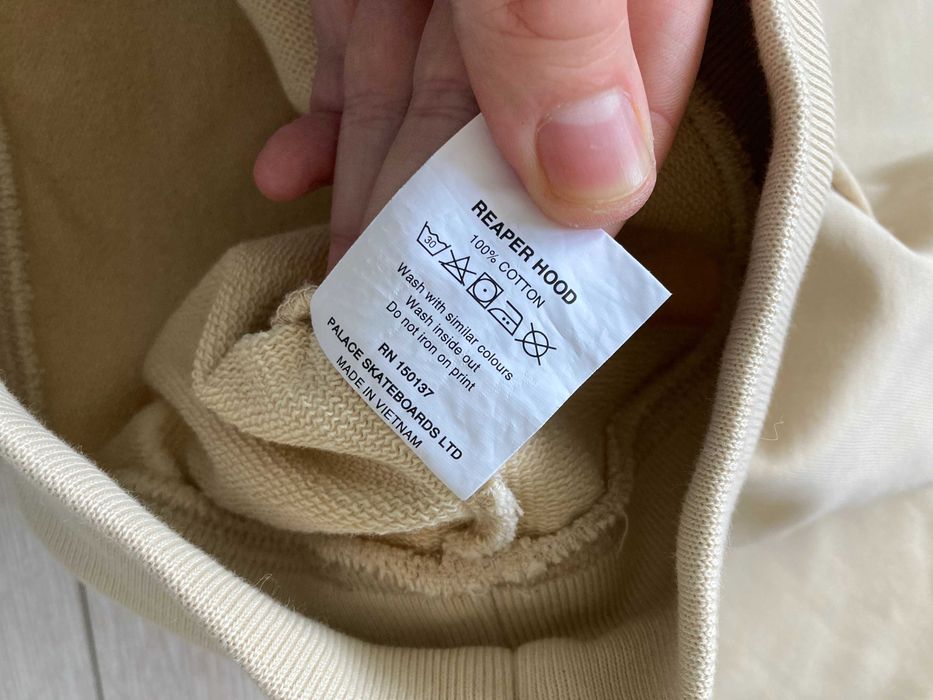 REAPER HOOD
100% COTTON
30
Wash with similar colours
Wash inside out
Do not iron on print
RN 150137
PALACE SKATEBOARDS LTD
MADE IN VIETNAM